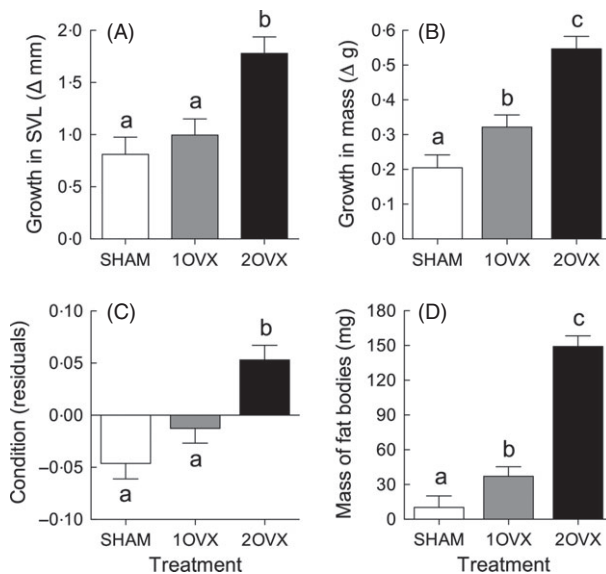 (A)
Growth in SVL (Δ mm)
2·0
1·5
1·0
0·5
0·0
a
a
b
SHAM 1OVX 2OVX
(B)
Growth in mass (Δ g)
0·6
0·5
0·4
0·3
0·2
0·1
0·0
a
b
c
SHAM 1OVX 2OVX
(C)
Condition (residuals)
0·10
0·05
0·00
−0·05
−0·10
a
a
b
SHAM 1OVX 2OVX
Treatment
(D)
Mass of fat bodies (mg)
150
120
90
60
30
0
a
b
c
SHAM 1OVX 2OVX
Treatment